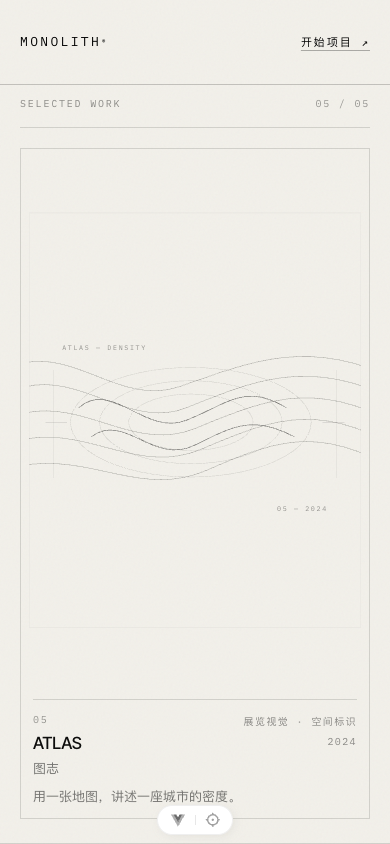 MONOLITH®
开始项目 ↗
SELECTED WORK
05 / 05
ATLAS — DENSITY
05 — 2024
05
展览视觉 · 空间标识
ATLAS
2024
图志
用一张地图，讲述一座城市的密度。